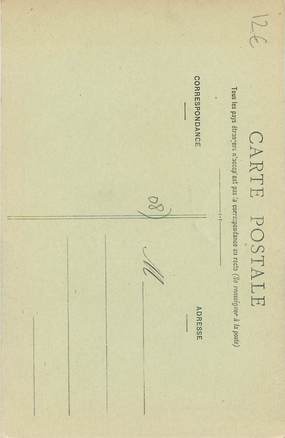 12€
CARTE POSTALE
Tous les pays étrangers n'acceptent pas la correspondance au recto (Se renseigner à la poste)
CORRESPONDANCE
ADRESSE
08)
M